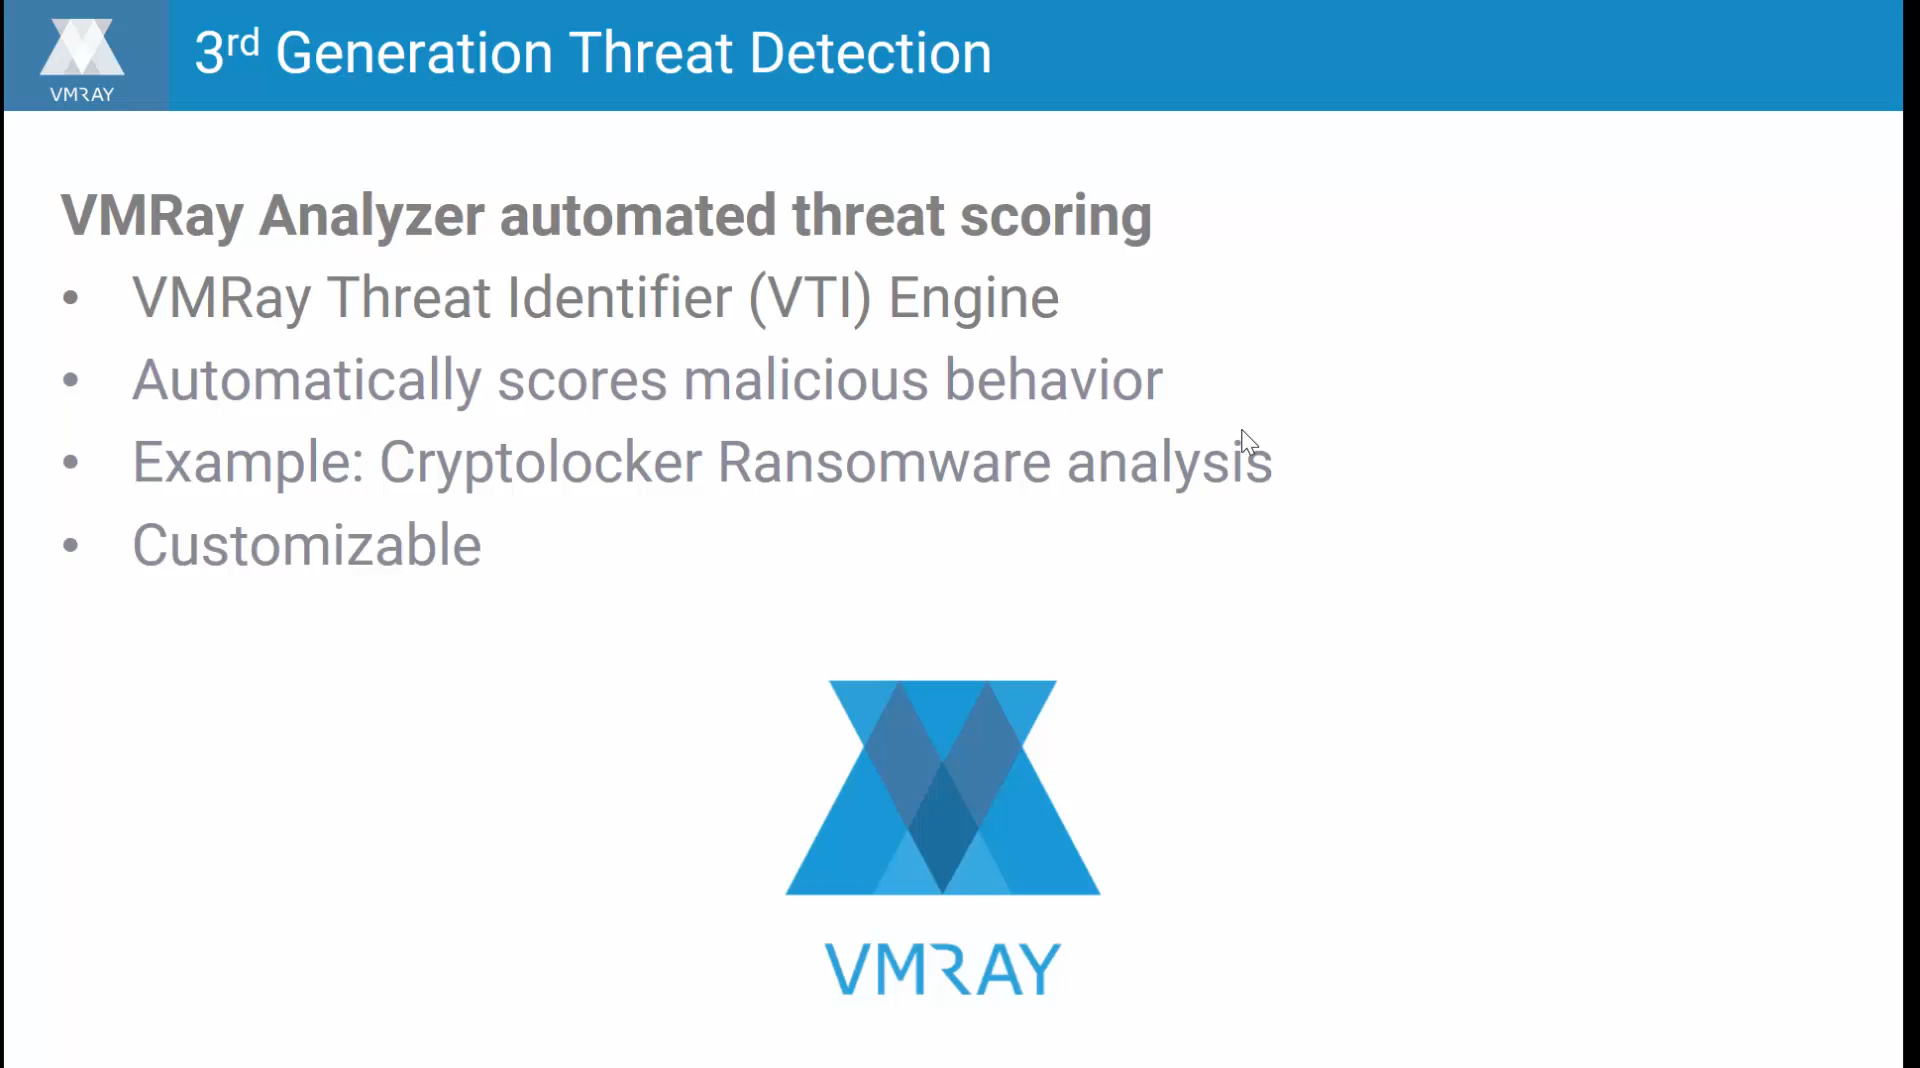 VMRAY
3rd Generation Threat Detection
VMRay Analyzer automated threat scoring
• VMRay Threat Identifier (VTI) Engine
• Automatically scores malicious behavior
• Example: Cryptolocker Ransomware analysis
• Customizable
VMRAY